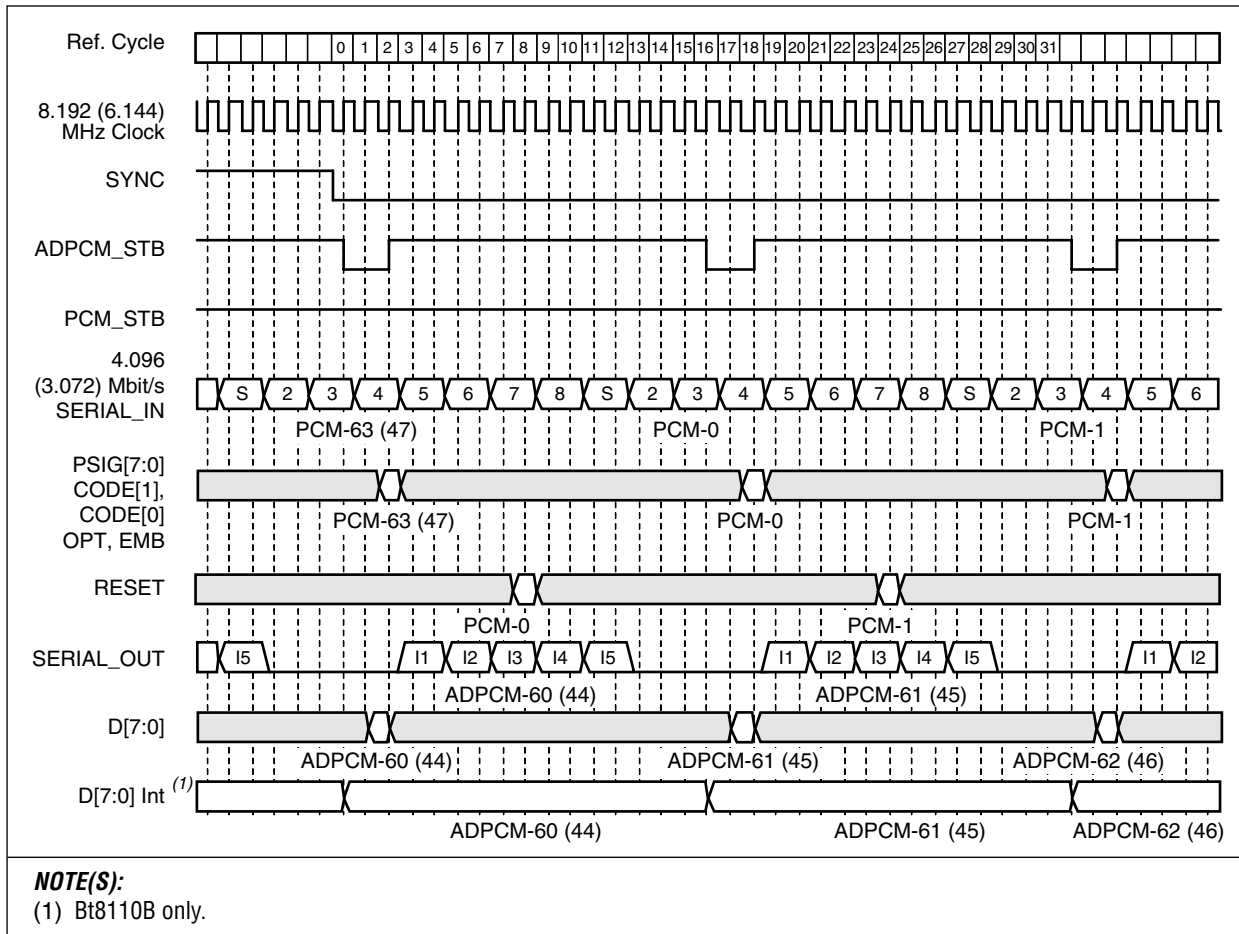 Ref. Cycle 0 1 2 3 4 5 6 7 8 9 10 11 12 13 14 15 16 17 18 19 20 21 22 23 24 25 26 27 28 29 30 31
8.192 (6.144)
MHz Clock
SYNC
ADPCM_STB
PCM_STB
4.096
(3.072) Mbit/s
SERIAL_IN
S 2 3 4 5 6 7 8 S 2 3 4 5 6 7 8 S 2 3 4 5 6
PCM-63 (47) PCM-0 PCM-1
PSIG[7:0]
CODE[1],
CODE[0]
OPT, EMB
PCM-63 (47) PCM-0 PCM-1
RESET
PCM-0 PCM-1
SERIAL_OUT I5 I1 I2 I3 I4 I5 I1 I2 I3 I4 I5 I1 I2
ADPCM-60 (44) ADPCM-61 (45)
D[7:0]
ADPCM-60 (44) ADPCM-61 (45) ADPCM-62 (46)
D[7:0] Int (1)
ADPCM-60 (44) ADPCM-61 (45) ADPCM-62 (46)
NOTE(S):
(1) Bt8110B only.